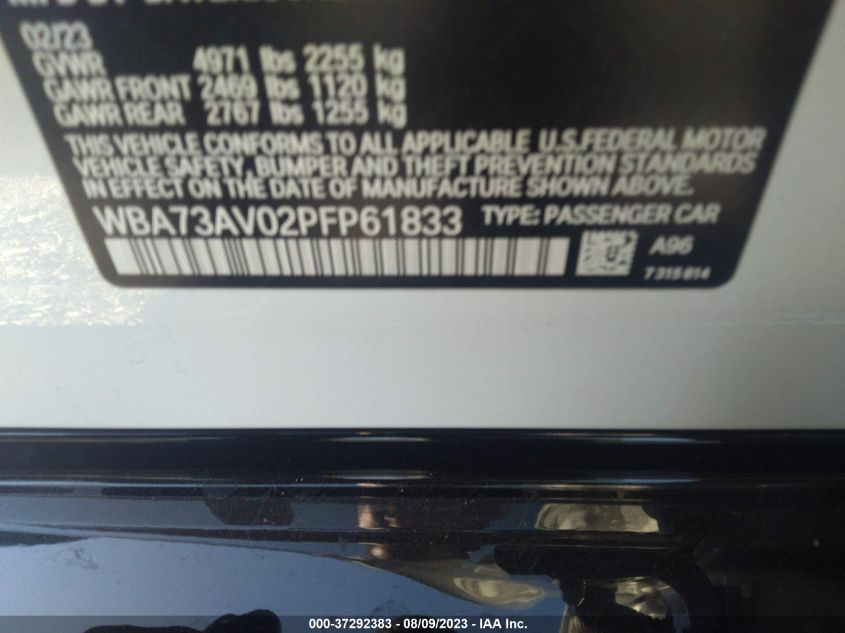 02/23
GVWR 4971 lbs 2255 kg
GAWR FRONT 2469 lbs 1120 kg
GAWR REAR 2767 lbs 1255 kg
THIS VEHICLE CONFORMS TO ALL APPLICABLE U.S.FEDERAL MOTOR
VEHICLE SAFETY, BUMPER AND THEFT PREVENTION STANDARDS
IN EFFECT ON THE DATE OF MANUFACTURE SHOWN ABOVE.
WBA73AV02PFP61833 TYPE: PASSENGER CAR
A96
7315814
000-37292383 - 08/09/2023 - IAA Inc.